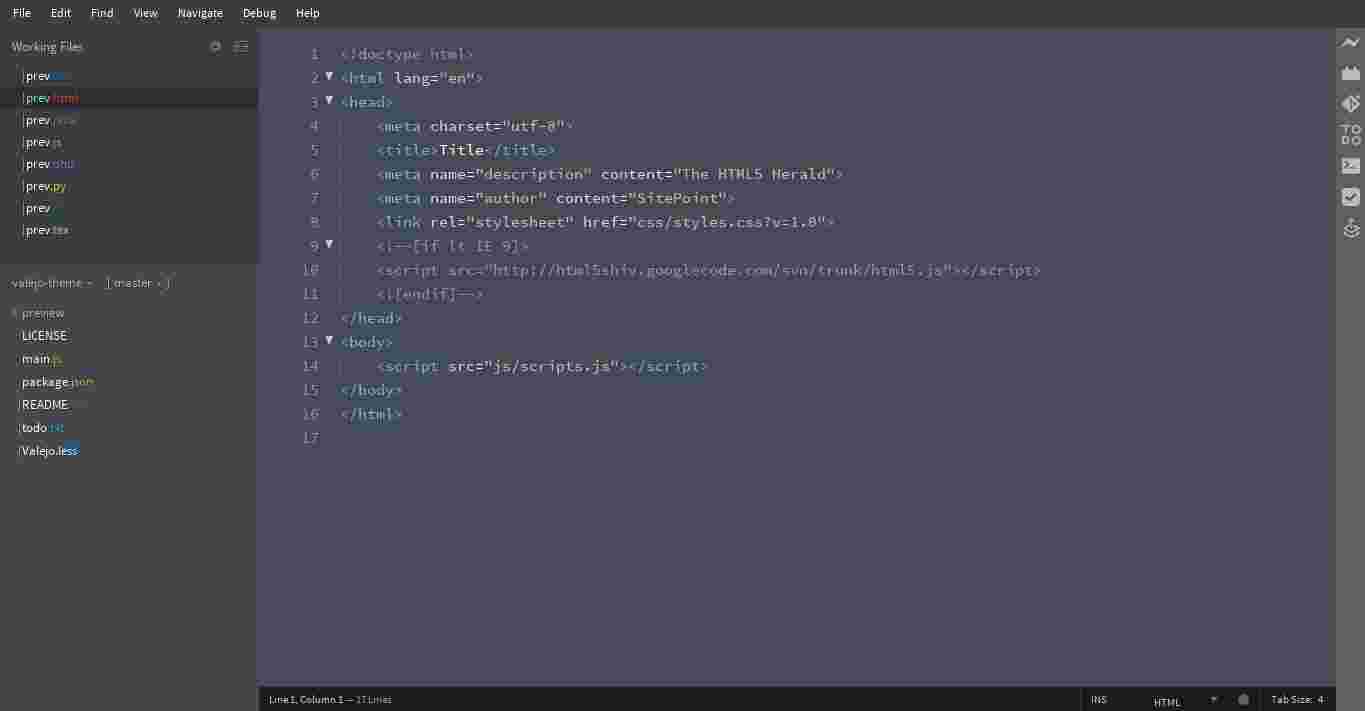 File Edit Find View Navigate Debug Help
Working Files
prev
prev.html
prev
prev.js
prev.php
prev.py
prev
prev.tex
valejo-theme
[ master ]
preview
LICENSE
main.js
package.json
README
todo.txt
Valejo.less
1 <!doctype html>
2 <html lang="en">
3 <head>
4 <meta charset="utf-8">
5 <title>Title</title>
6 <meta name="description" content="The HTML5 Herald">
7 <meta name="author" content="SitePoint">
8 <link rel="stylesheet" href="css/styles.css?v=1.0">
9 <!--[if lt IE 9]>
10 <script src="http://html5shiv.googlecode.com/svn/trunk/html5.js"></script>
11 <![endif]-->
12 </head>
13 <body>
14 <script src="js/scripts.js"></script>
15 </body>
16 </html>
17
TO
DO
Line 1, Column 1 — 17 Lines
INS
HTML
Tab Size: 4